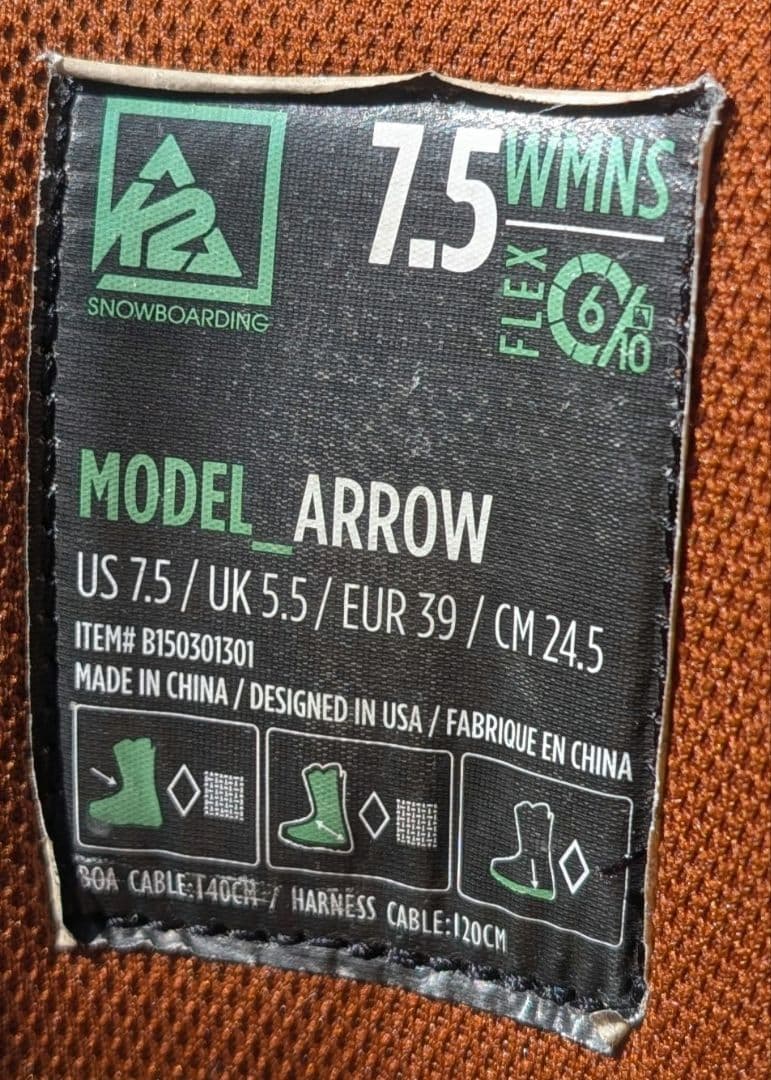 K2
SNOWBOARDING
7.5 WMNS
FLEX 6/10
MODEL_ARROW
US 7.5 / UK 5.5 / EUR 39 / CM 24.5
ITEM# B150301301
MADE IN CHINA / DESIGNED IN USA / FABRIQUE EN CHINA
BOA CABLE:140CM / HARNESS CABLE:120CM